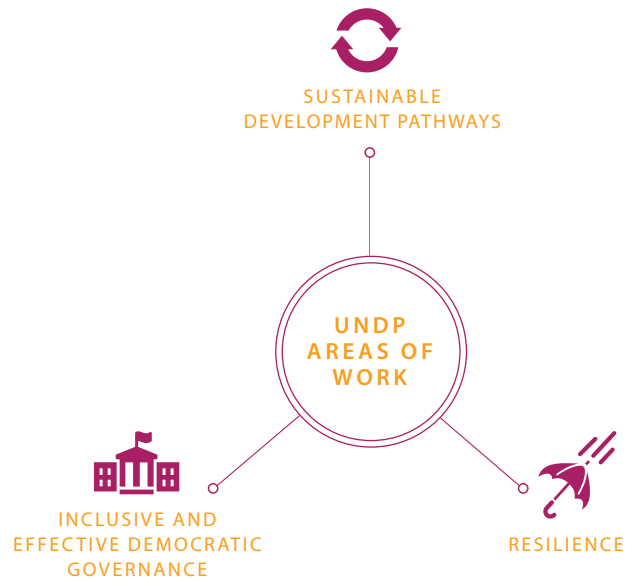 SUSTAINABLE
DEVELOPMENT PATHWAYS
UNDP
AREAS OF
WORK
INCLUSIVE AND
EFFECTIVE DEMOCRATIC
GOVERNANCE
RESILIENCE